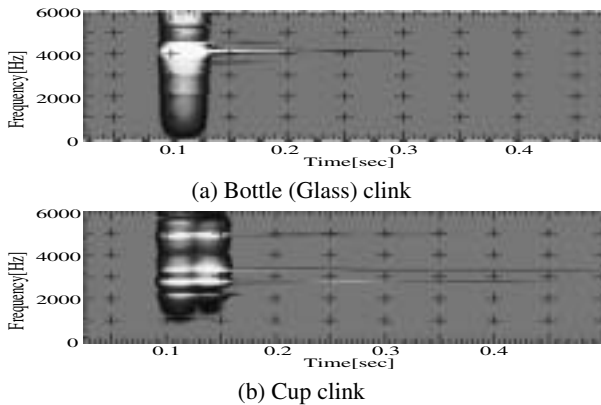 6000
4000
2000
0
Frequency[Hz]
0.1 0.2 0.3 0.4
Time[sec]
(a) Bottle (Glass) clink
6000
4000
2000
0
Frequency[Hz]
0.1 0.2 0.3 0.4
Time[sec]
(b) Cup clink